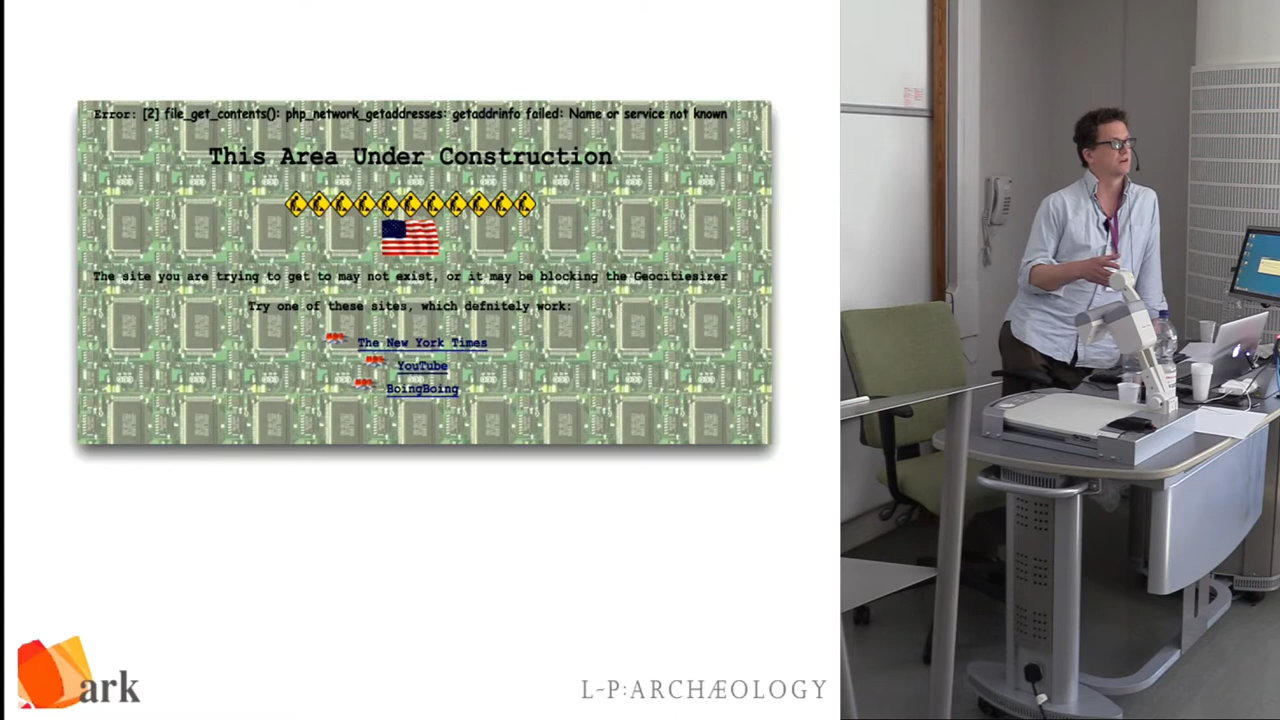 Error: [2] file_get_contents(): php_network_getaddresses: getaddrinfo failed: Name or service not known
This Area Under Construction
The site you are trying to get to may not exist, or it may be blocking the Geocitiesizer
Try one of these sites, which defnitely work:
The New York Times
YouTube
BoingBoing
ark
L-P:ARCHÆOLOGY